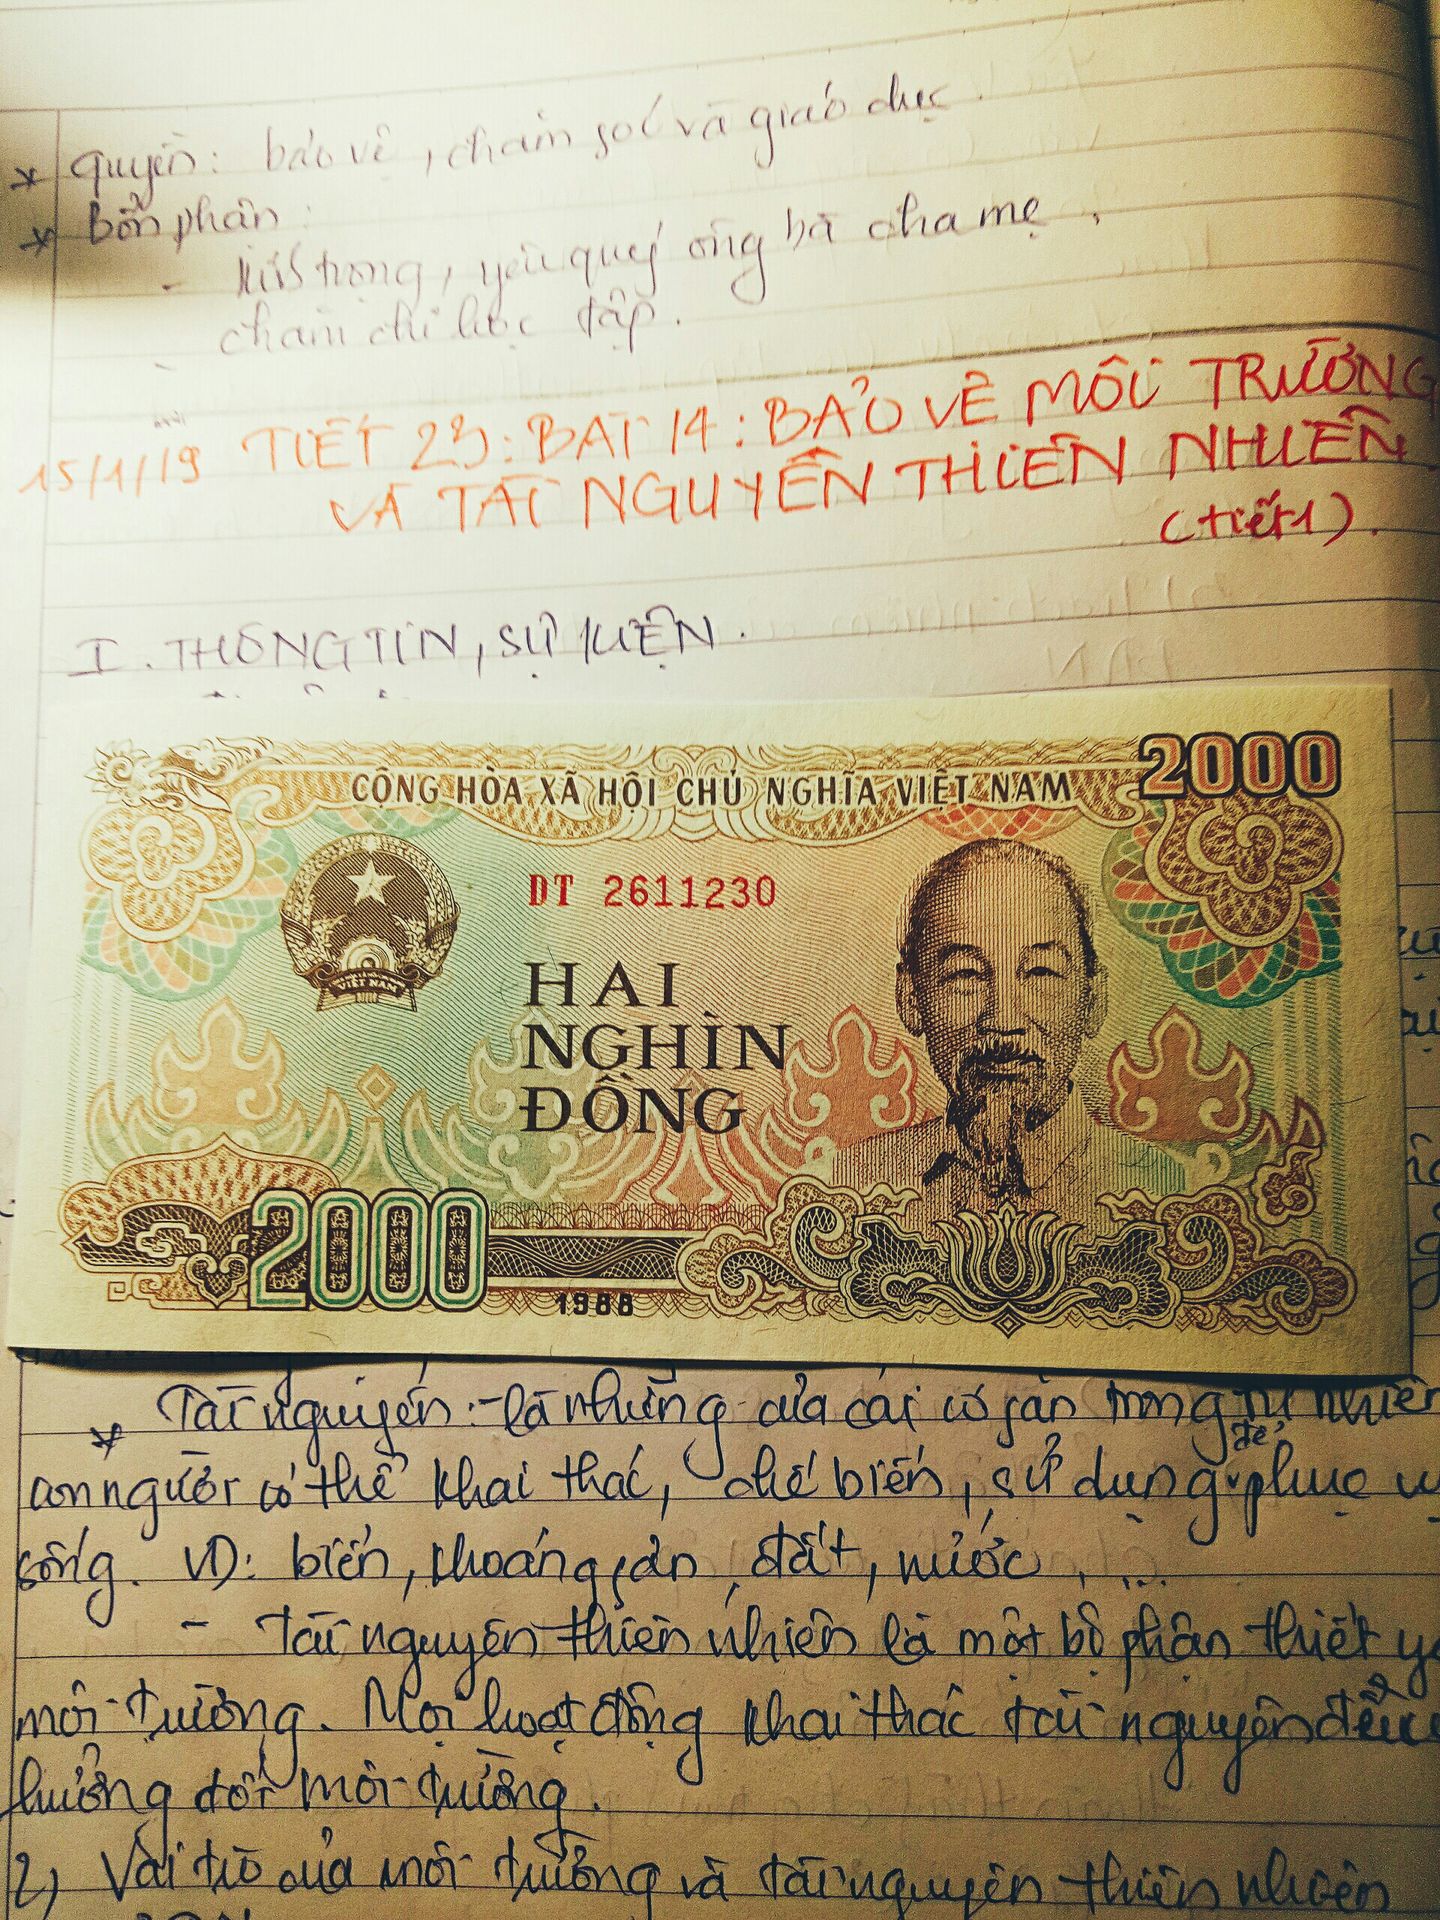 * quyền: bảo vệ, chăm sóc và giáo dục.
* Bổn phận:
- Kính trọng, yêu quý ông bà cha mẹ.
- chăm chỉ học tập.
15/1/19 TIẾT 23: BÀI 14: BẢO VỆ MÔI TRƯỜNG
VÀ TÀI NGUYÊN THIÊN NHIÊN
(tiết 1).
I. THÔNG TIN, SỰ KIỆN.
CỘNG HÒA XÃ HỘI CHỦ NGHĨA VIỆT NAM
2000
DT 2611230
VIỆT NAM
HAI
NGHÌN
ĐỒNG
2000
1988
* Tài nguyên: - là những của cải có sẵn trong tự nhiên
con người có thể khai thác, chế biến, sử dụng để phục v
sống. VD: biển, khoáng sản, đất, nước, ...
- Tài nguyên thiên nhiên là một bộ phận thiết y
môi trường. Mọi hoạt động khai thác tài nguyên đều
hưởng tới môi trường.
2) Vai trò của môi trường và tài nguyên thiên nhiên